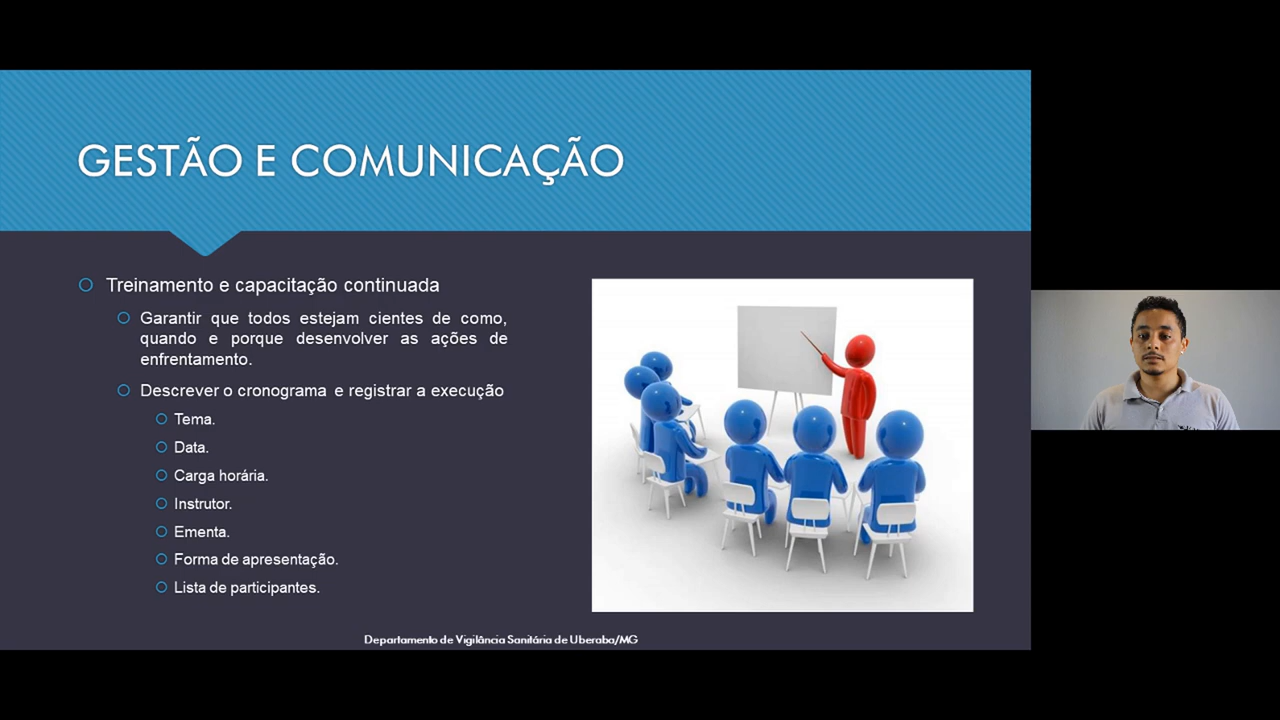 GESTÃO E COMUNICAÇÃO
Treinamento e capacitação continuada
Garantir que todos estejam cientes de como,
quando e porque desenvolver as ações de
enfrentamento.
Descrever o cronograma e registrar a execução
Tema.
Data.
Carga horária.
Instrutor.
Ementa.
Forma de apresentação.
Lista de participantes.
Departamento de Vigilância Sanitária de Uberaba/MG